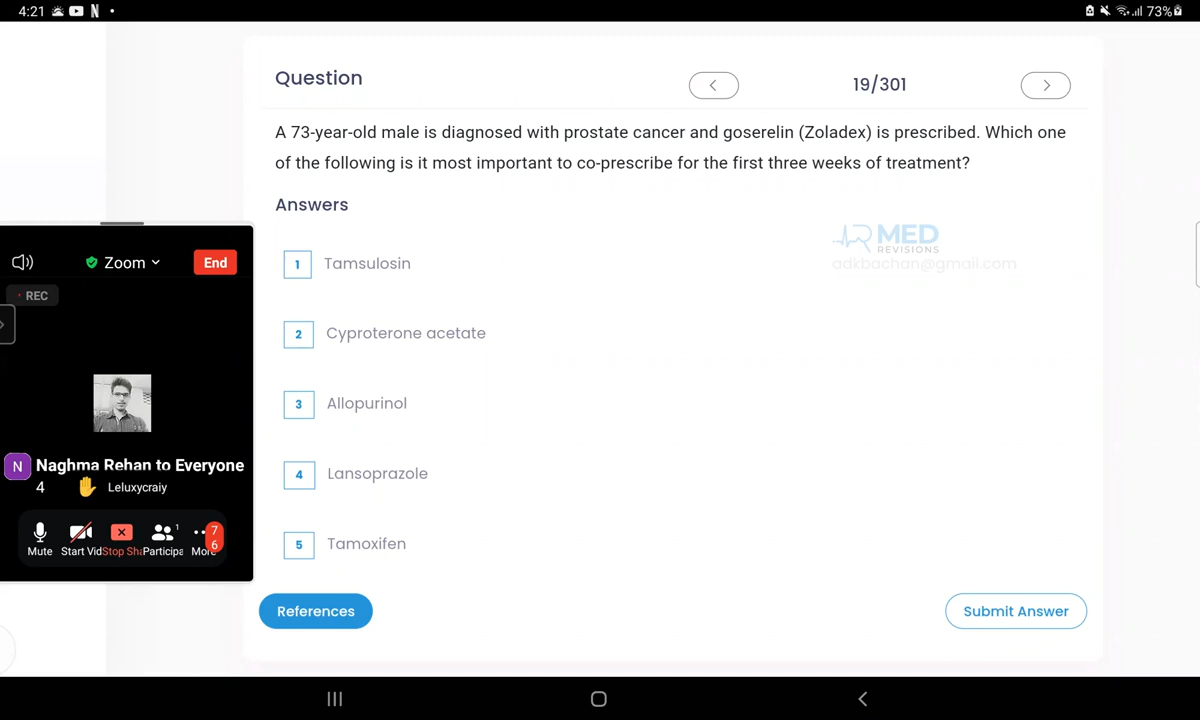 4:21 N 73%
Question
19/301
A 73-year-old male is diagnosed with prostate cancer and goserelin (Zoladex) is prescribed. Which one
of the following is it most important to co-prescribe for the first three weeks of treatment?
Answers
MED
REVISIONS
adkbachan@gmail.com
1 Tamsulosin
2 Cyproterone acetate
3 Allopurinol
4 Lansoprazole
5 Tamoxifen
References
Submit Answer
Zoom
End
REC
N Naghma Rehan to Everyone
4
Leluxycraiy
Mute Start Vid Stop Sha Participa 1 More 7
6